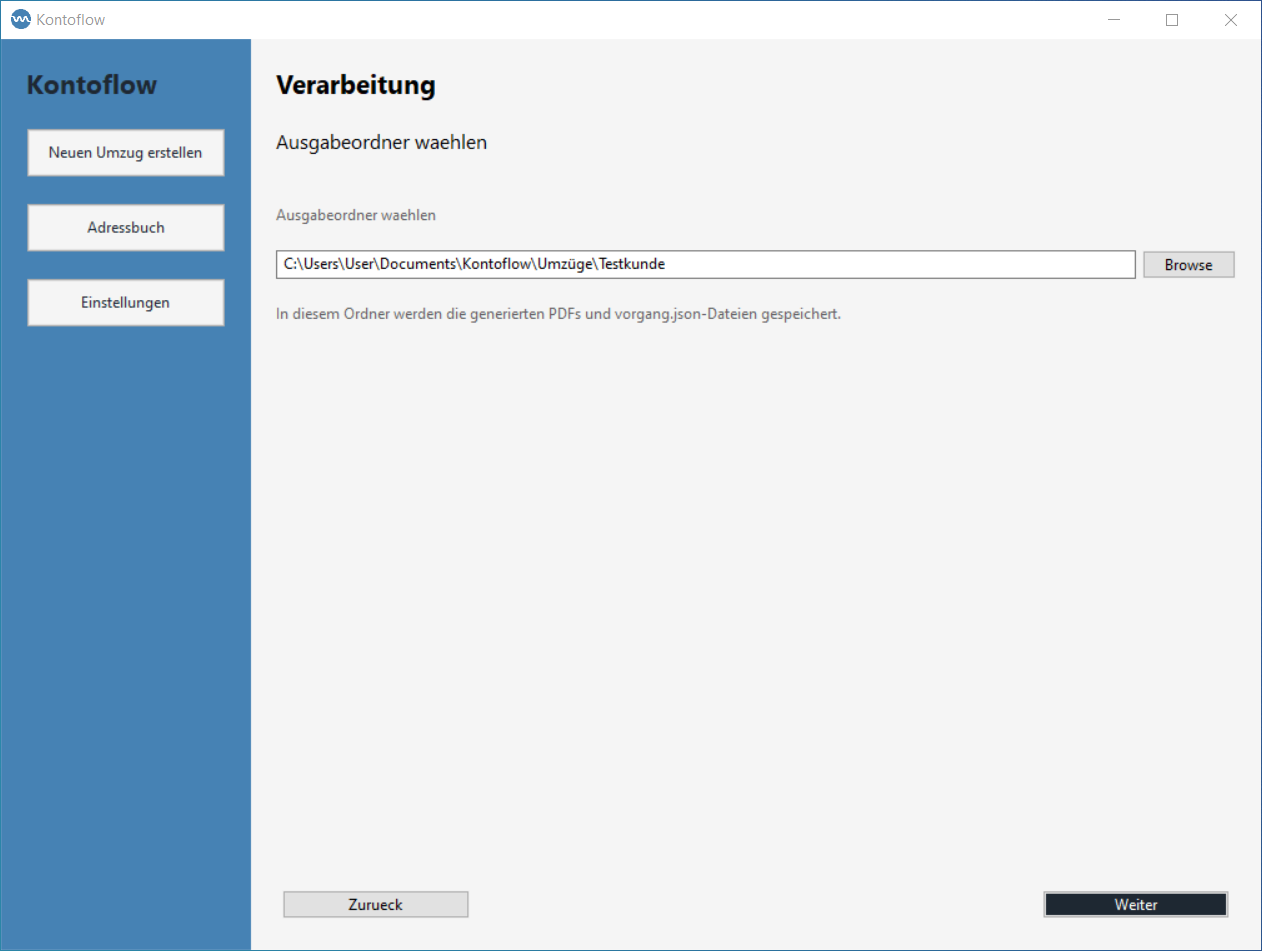 Kontoflow
Kontoflow
Neuen Umzug erstellen
Adressbuch
Einstellungen
Verarbeitung
Ausgabeordner waehlen
Ausgabeordner waehlen
C:\Users\User\Documents\Kontoflow\Umzüge\Testkunde
Browse
In diesem Ordner werden die generierten PDFs und vorgang.json-Dateien gespeichert.
Zurueck
Weiter